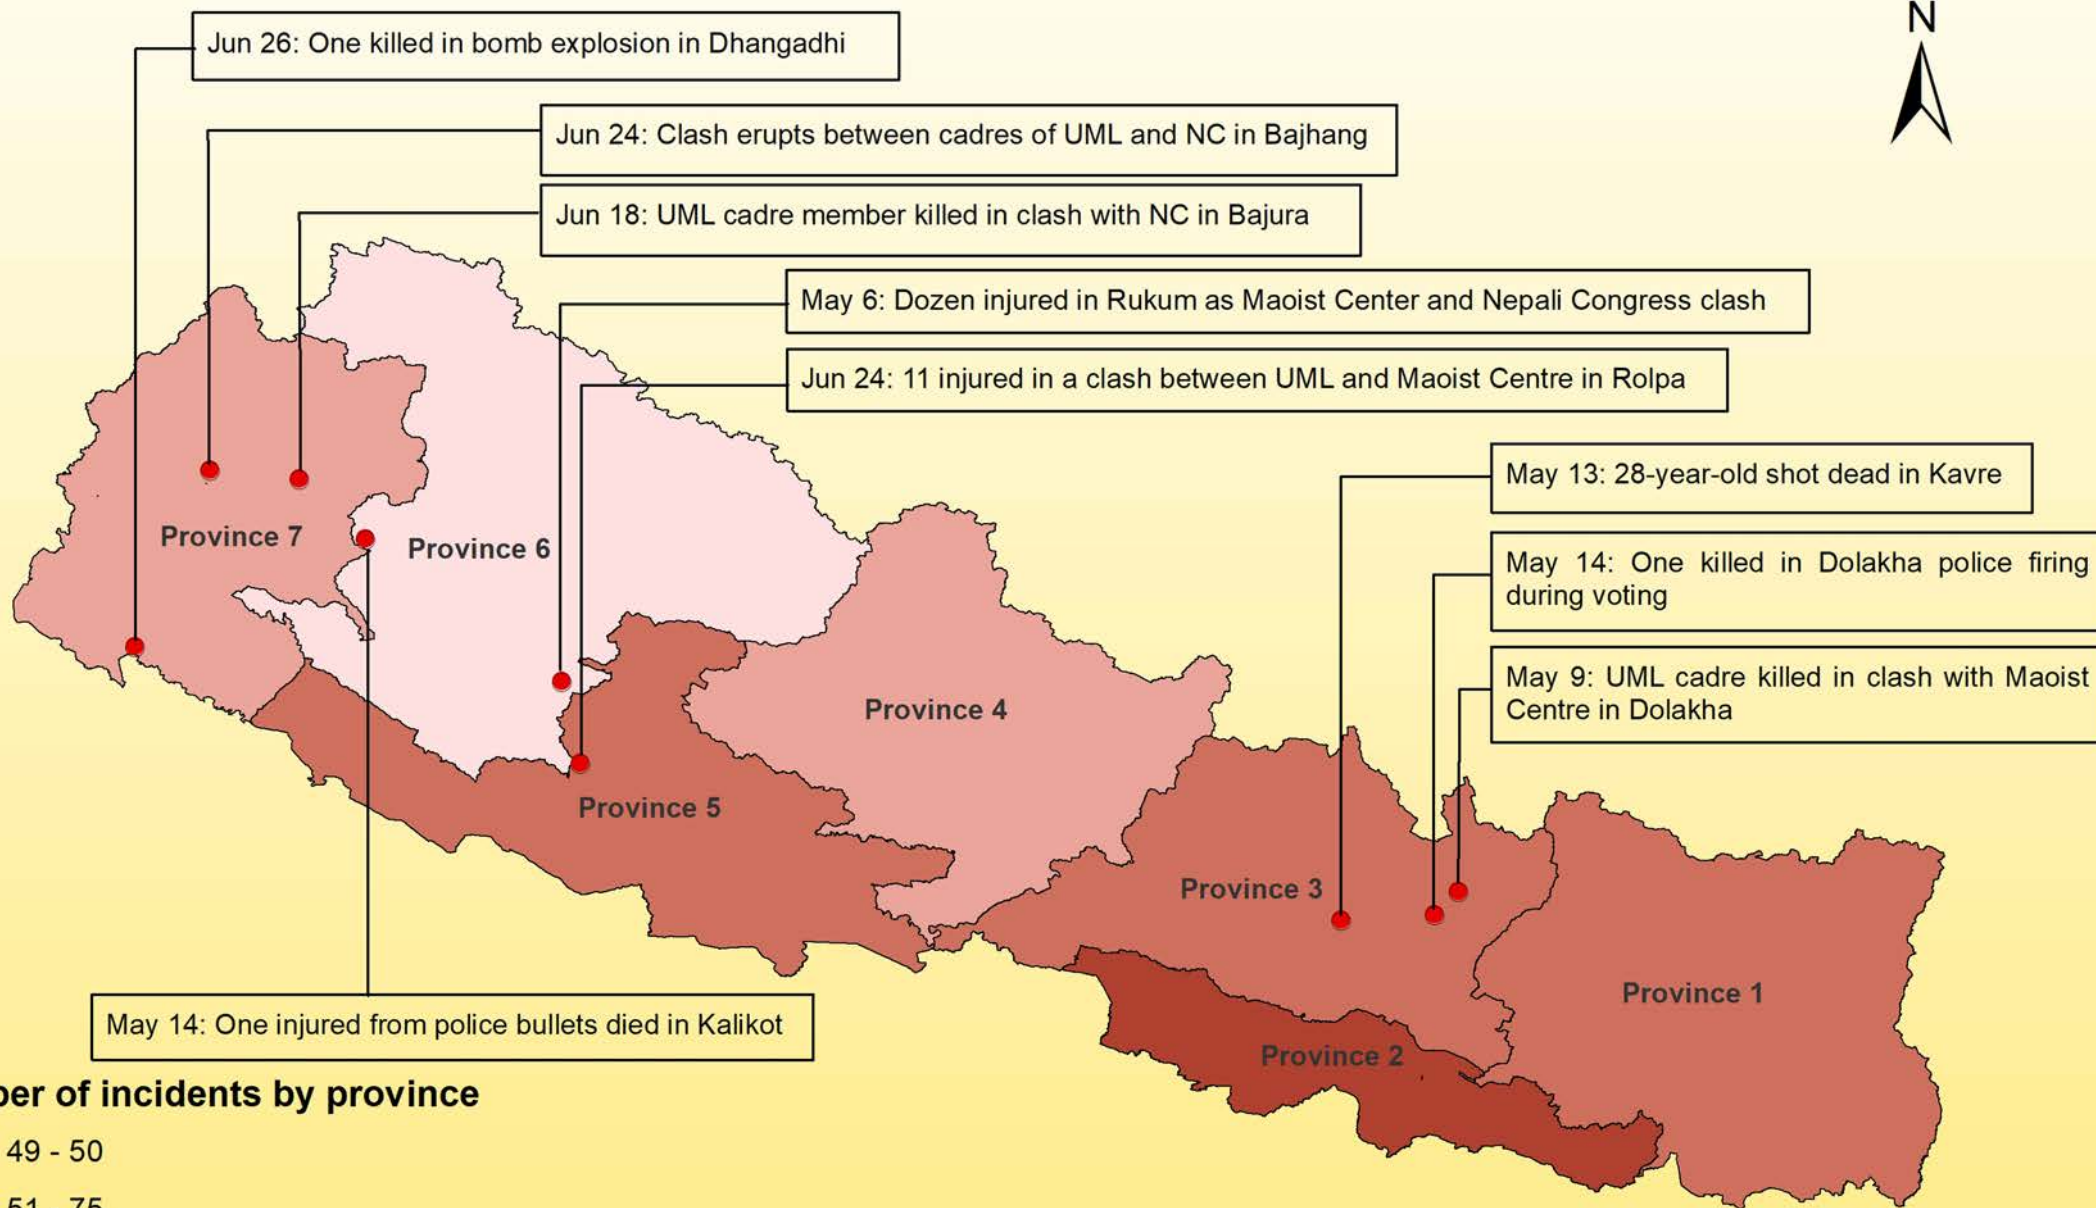 N
Jun 26: One killed in bomb explosion in Dhangadhi
Jun 24: Clash erupts between cadres of UML and NC in Bajhang
Jun 18: UML cadre member killed in clash with NC in Bajura
May 6: Dozen injured in Rukum as Maoist Center and Nepali Congress clash
Jun 24: 11 injured in a clash between UML and Maoist Centre in Rolpa
May 13: 28-year-old shot dead in Kavre
May 14: One killed in Dolakha police firing
during voting
May 9: UML cadre killed in clash with Maoist
Centre in Dolakha
Province 7
Province 6
Province 4
Province 5
Province 3
Province 1
Province 2
May 14: One injured from police bullets died in Kalikot
ber of incidents by province
49 - 50
51 - 75